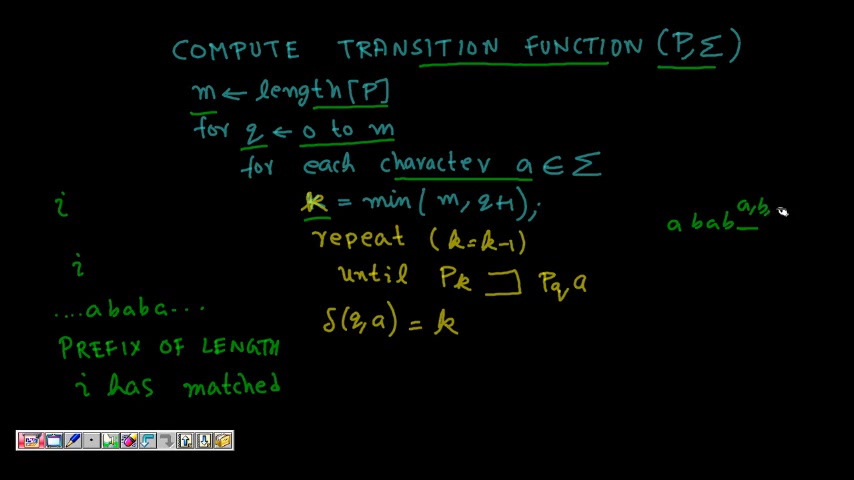 COMPUTE TRANSITION FUNCTION (P,Σ)
m ← length[P]
for q ← 0 to m
for each character a ∈ Σ
k = min( m, q+1);
repeat (k=k-1)
until Pk ⊐ Pq a
δ(q,a) = k
i
i
....ababa...
PREFIX OF LENGTH
i has matched
a,b,
abab_